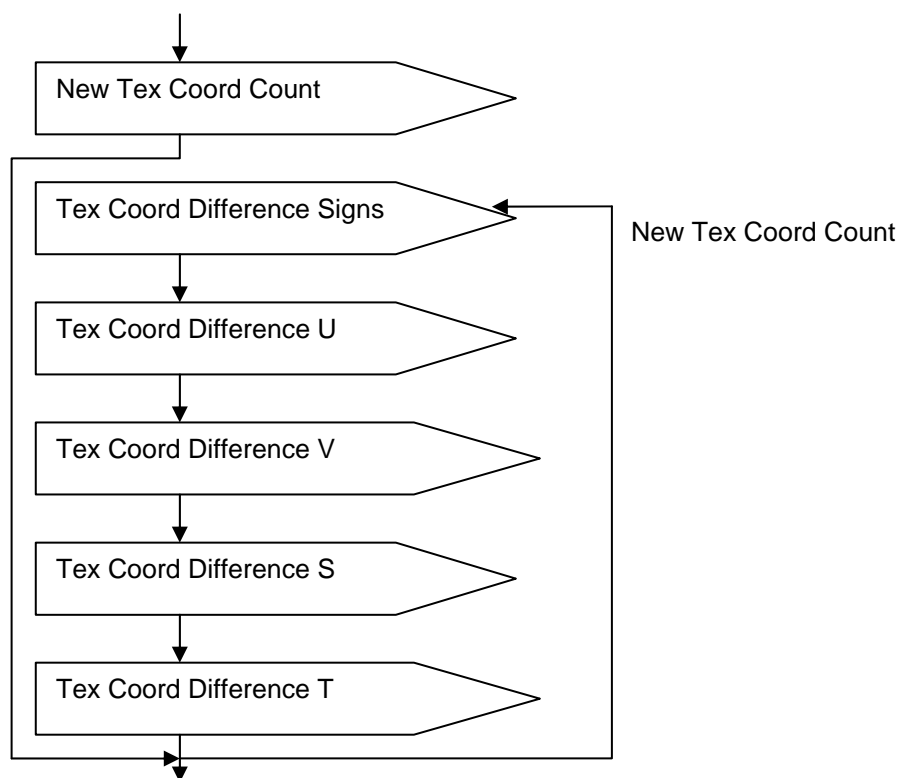 New Tex Coord Count
Tex Coord Difference Signs
New Tex Coord Count
Tex Coord Difference U
Tex Coord Difference V
Tex Coord Difference S
Tex Coord Difference T